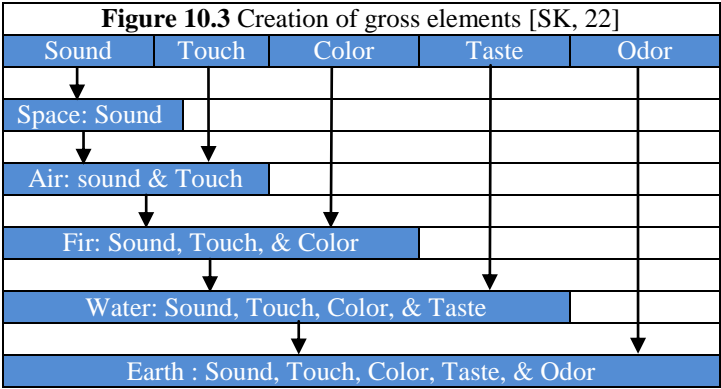 Figure 10.3 Creation of gross elements [SK, 22]
Sound Touch Color Taste Odor
Space: Sound
Air: sound & Touch
Fir: Sound, Touch, & Color
Water: Sound, Touch, Color, & Taste
Earth : Sound, Touch, Color, Taste, & Odor